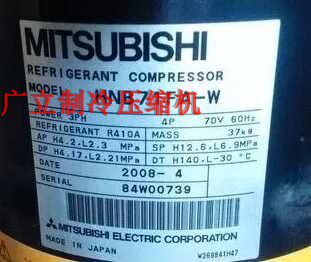 MITSUBISHI
REFRIGERANT COMPRESSOR
MODEL
广立制冷压缩机
3PH 4P 70V 60Hz
REFRIGERANT R410A MASS 37kg
AP H4.2,L2.3 MPa SP H12.6,L6.9MPa
DP H4.17,L2.21MPa DT H140,L-30 °C
DATE 2008-4
SERIAL 84W00739
MITSUBISHI ELECTRIC CORPORATION
MADE IN JAPAN W269841H47